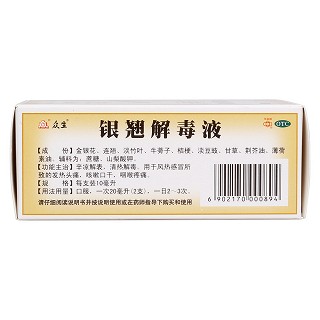 众生
银翘解毒液
OTC
【成　份】金银花、连翘、淡竹叶、牛蒡子、桔梗、淡豆豉、甘草、荆芥油、薄荷
素油。辅料为：蔗糖、山梨酸钾。
【功能主治】辛凉解表，清热解毒。用于风热感冒所
致的发热头痛，咳嗽口干，咽喉疼痛。
【规　格】每支装10毫升
【用法用量】口服，一次20毫升(2支)，一日2~3次。
请仔细阅读说明书并按说明使用或在药师指导下购买和使用
6902170000894